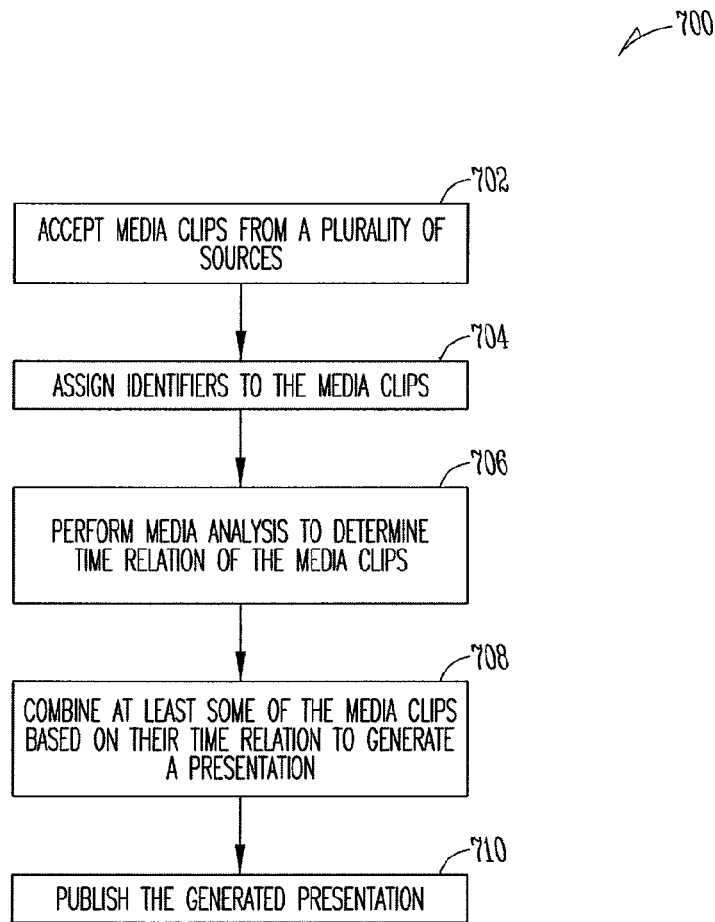 700
702
ACCEPT MEDIA CLIPS FROM A PLURALITY OF
SOURCES
704
ASSIGN IDENTIFIERS TO THE MEDIA CLIPS
706
PERFORM MEDIA ANALYSIS TO DETERMINE
TIME RELATION OF THE MEDIA CLIPS
708
COMBINE AT LEAST SOME OF THE MEDIA CLIPS
BASED ON THEIR TIME RELATION TO GENERATE
A PRESENTATION
710
PUBLISH THE GENERATED PRESENTATION